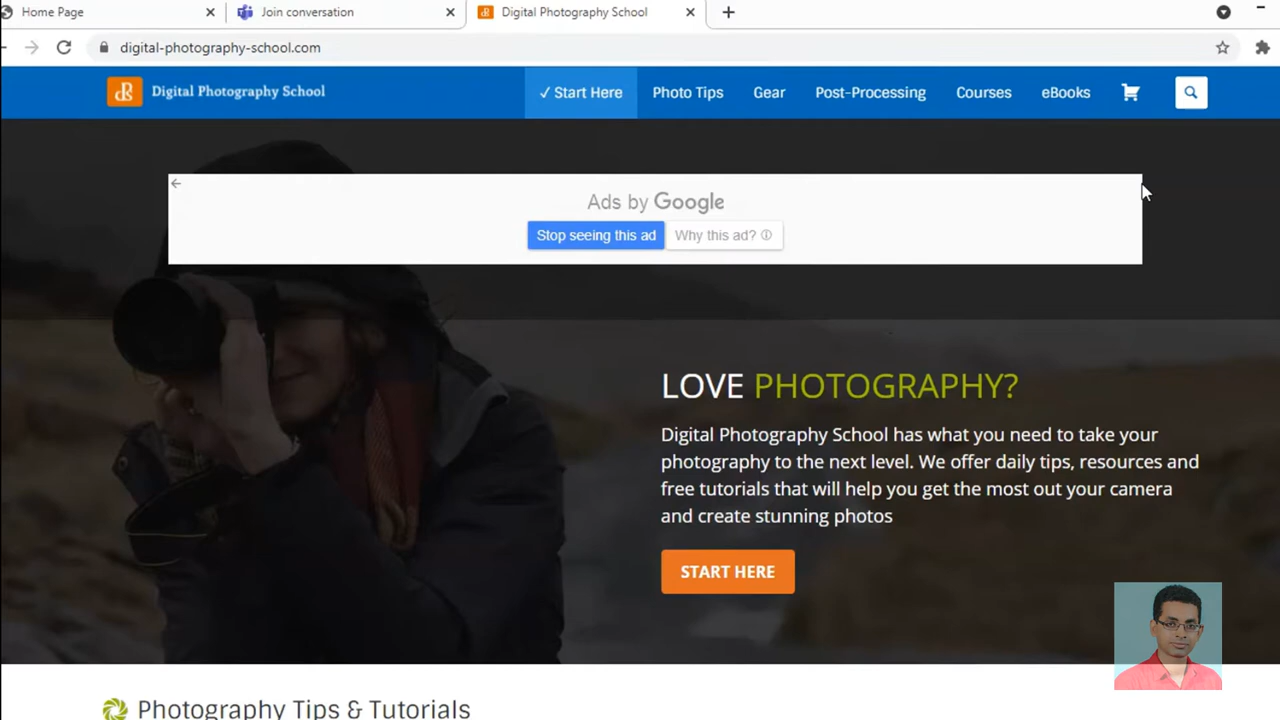 Home Page
Join conversation
Digital Photography School
digital-photography-school.com
dPS Digital Photography School
✓ Start Here
Photo Tips
Gear
Post-Processing
Courses
eBooks
Ads by Google
Stop seeing this ad
Why this ad?
LOVE PHOTOGRAPHY?
Digital Photography School has what you need to take your
photography to the next level. We offer daily tips, resources and
free tutorials that will help you get the most out your camera
and create stunning photos
START HERE
Photography Tips & Tutorials